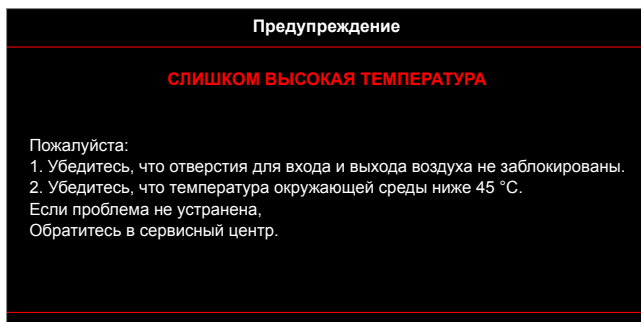 Предупреждение
СЛИШКОМ ВЫСОКАЯ ТЕМПЕРАТУРА
Пожалуйста:
1. Убедитесь, что отверстия для входа и выхода воздуха не заблокированы.
2. Убедитесь, что температура окружающей среды ниже 45 °C.
Если проблема не устранена,
Обратитесь в сервисный центр.